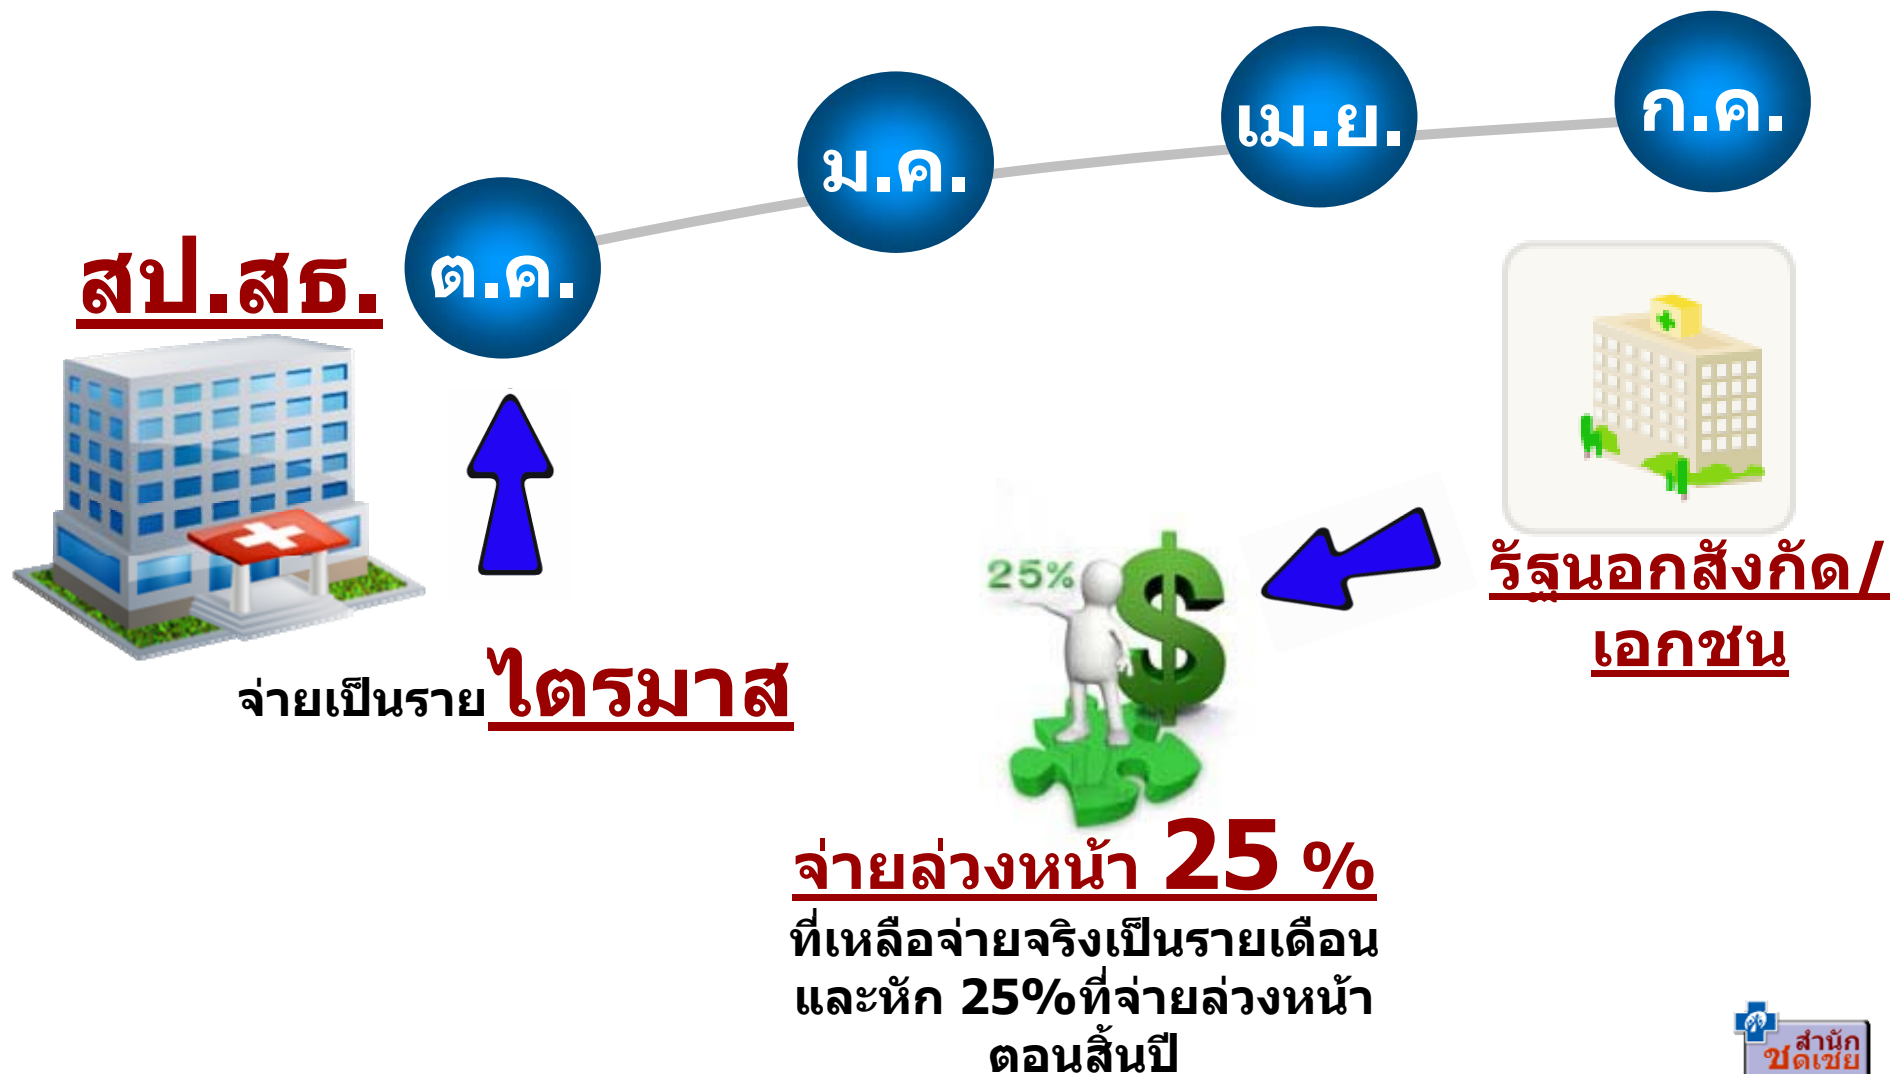 ต.ค.
ม.ค.
เม.ย.
ก.ค.
สป.สธ.
จ่ายเป็นรายไตรมาส
25%
รัฐนอกสังกัด/
เอกชน
จ่ายล่วงหน้า 25 %
ที่เหลือจ่ายจริงเป็นรายเดือน
และหัก 25%ที่จ่ายล่วงหน้า
ตอนสิ้นปี
สำนัก
ชดเชย